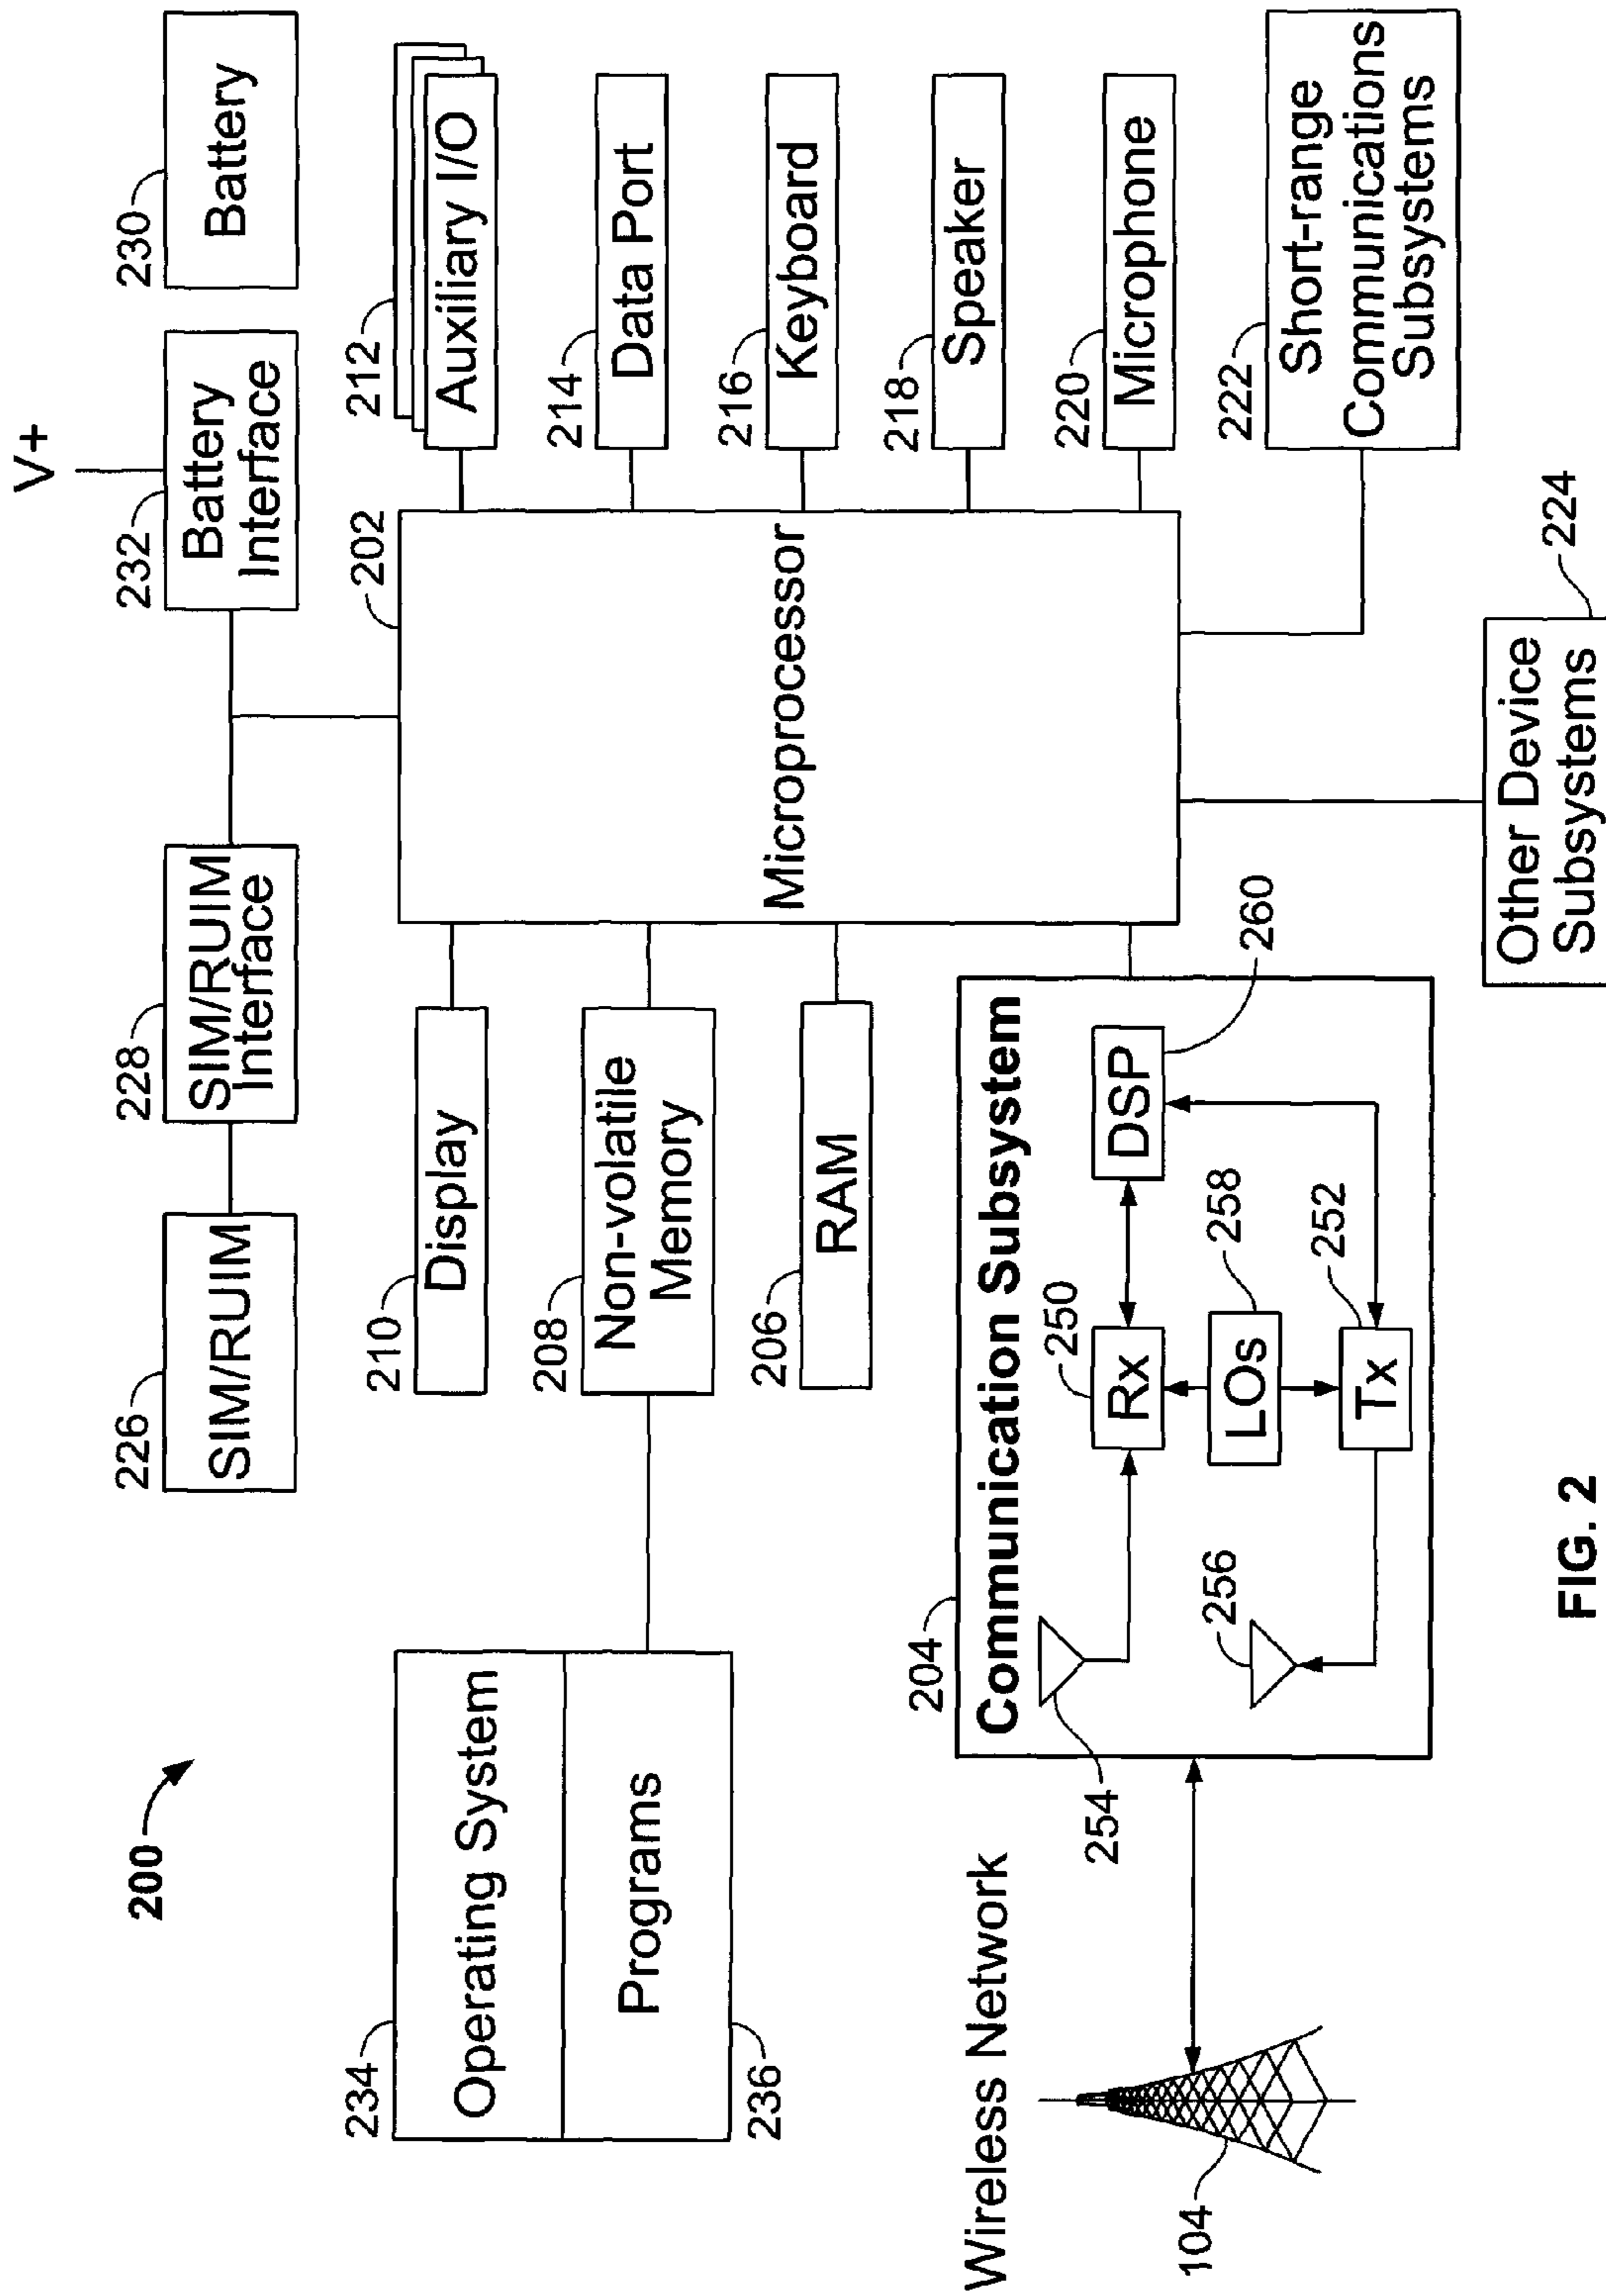 200
V+
226
SIM/RUIM
228
SIM/RUIM
Interface
232
Battery
Interface
230
Battery
234
Operating System
Programs
236
210
Display
208
Non-volatile
Memory
206
RAM
202
Microprocessor
212
Auxiliary I/O
214
Data Port
216
Keyboard
218
Speaker
220
Microphone
222
Short-range
Communications
Subsystems
Wireless Network
104
204
Communication Subsystem
254
256
250
Rx
LOs
258
Tx
252
DSP
260
Other Device
Subsystems
224
FIG. 2